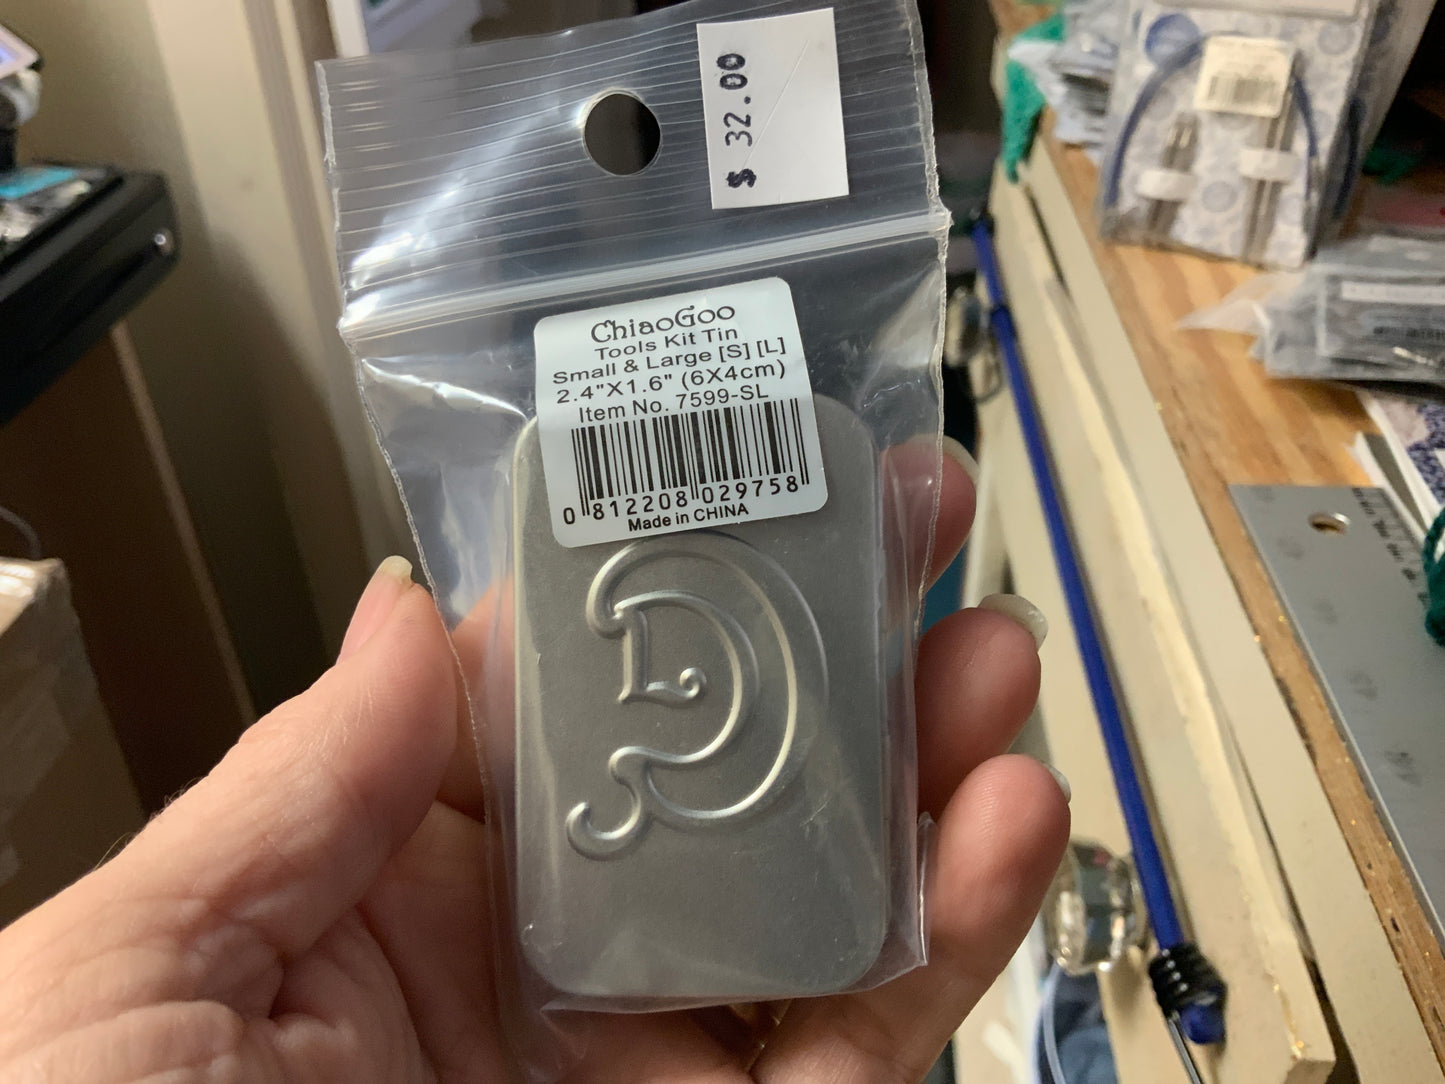 $ 32.00
ChiaoGoo
Tools Kit Tin
Small & Large [S] [L]
2.4"X1.6" (6X4cm)
Item No. 7599-SL
0 812208 029758
Made in CHINA
L